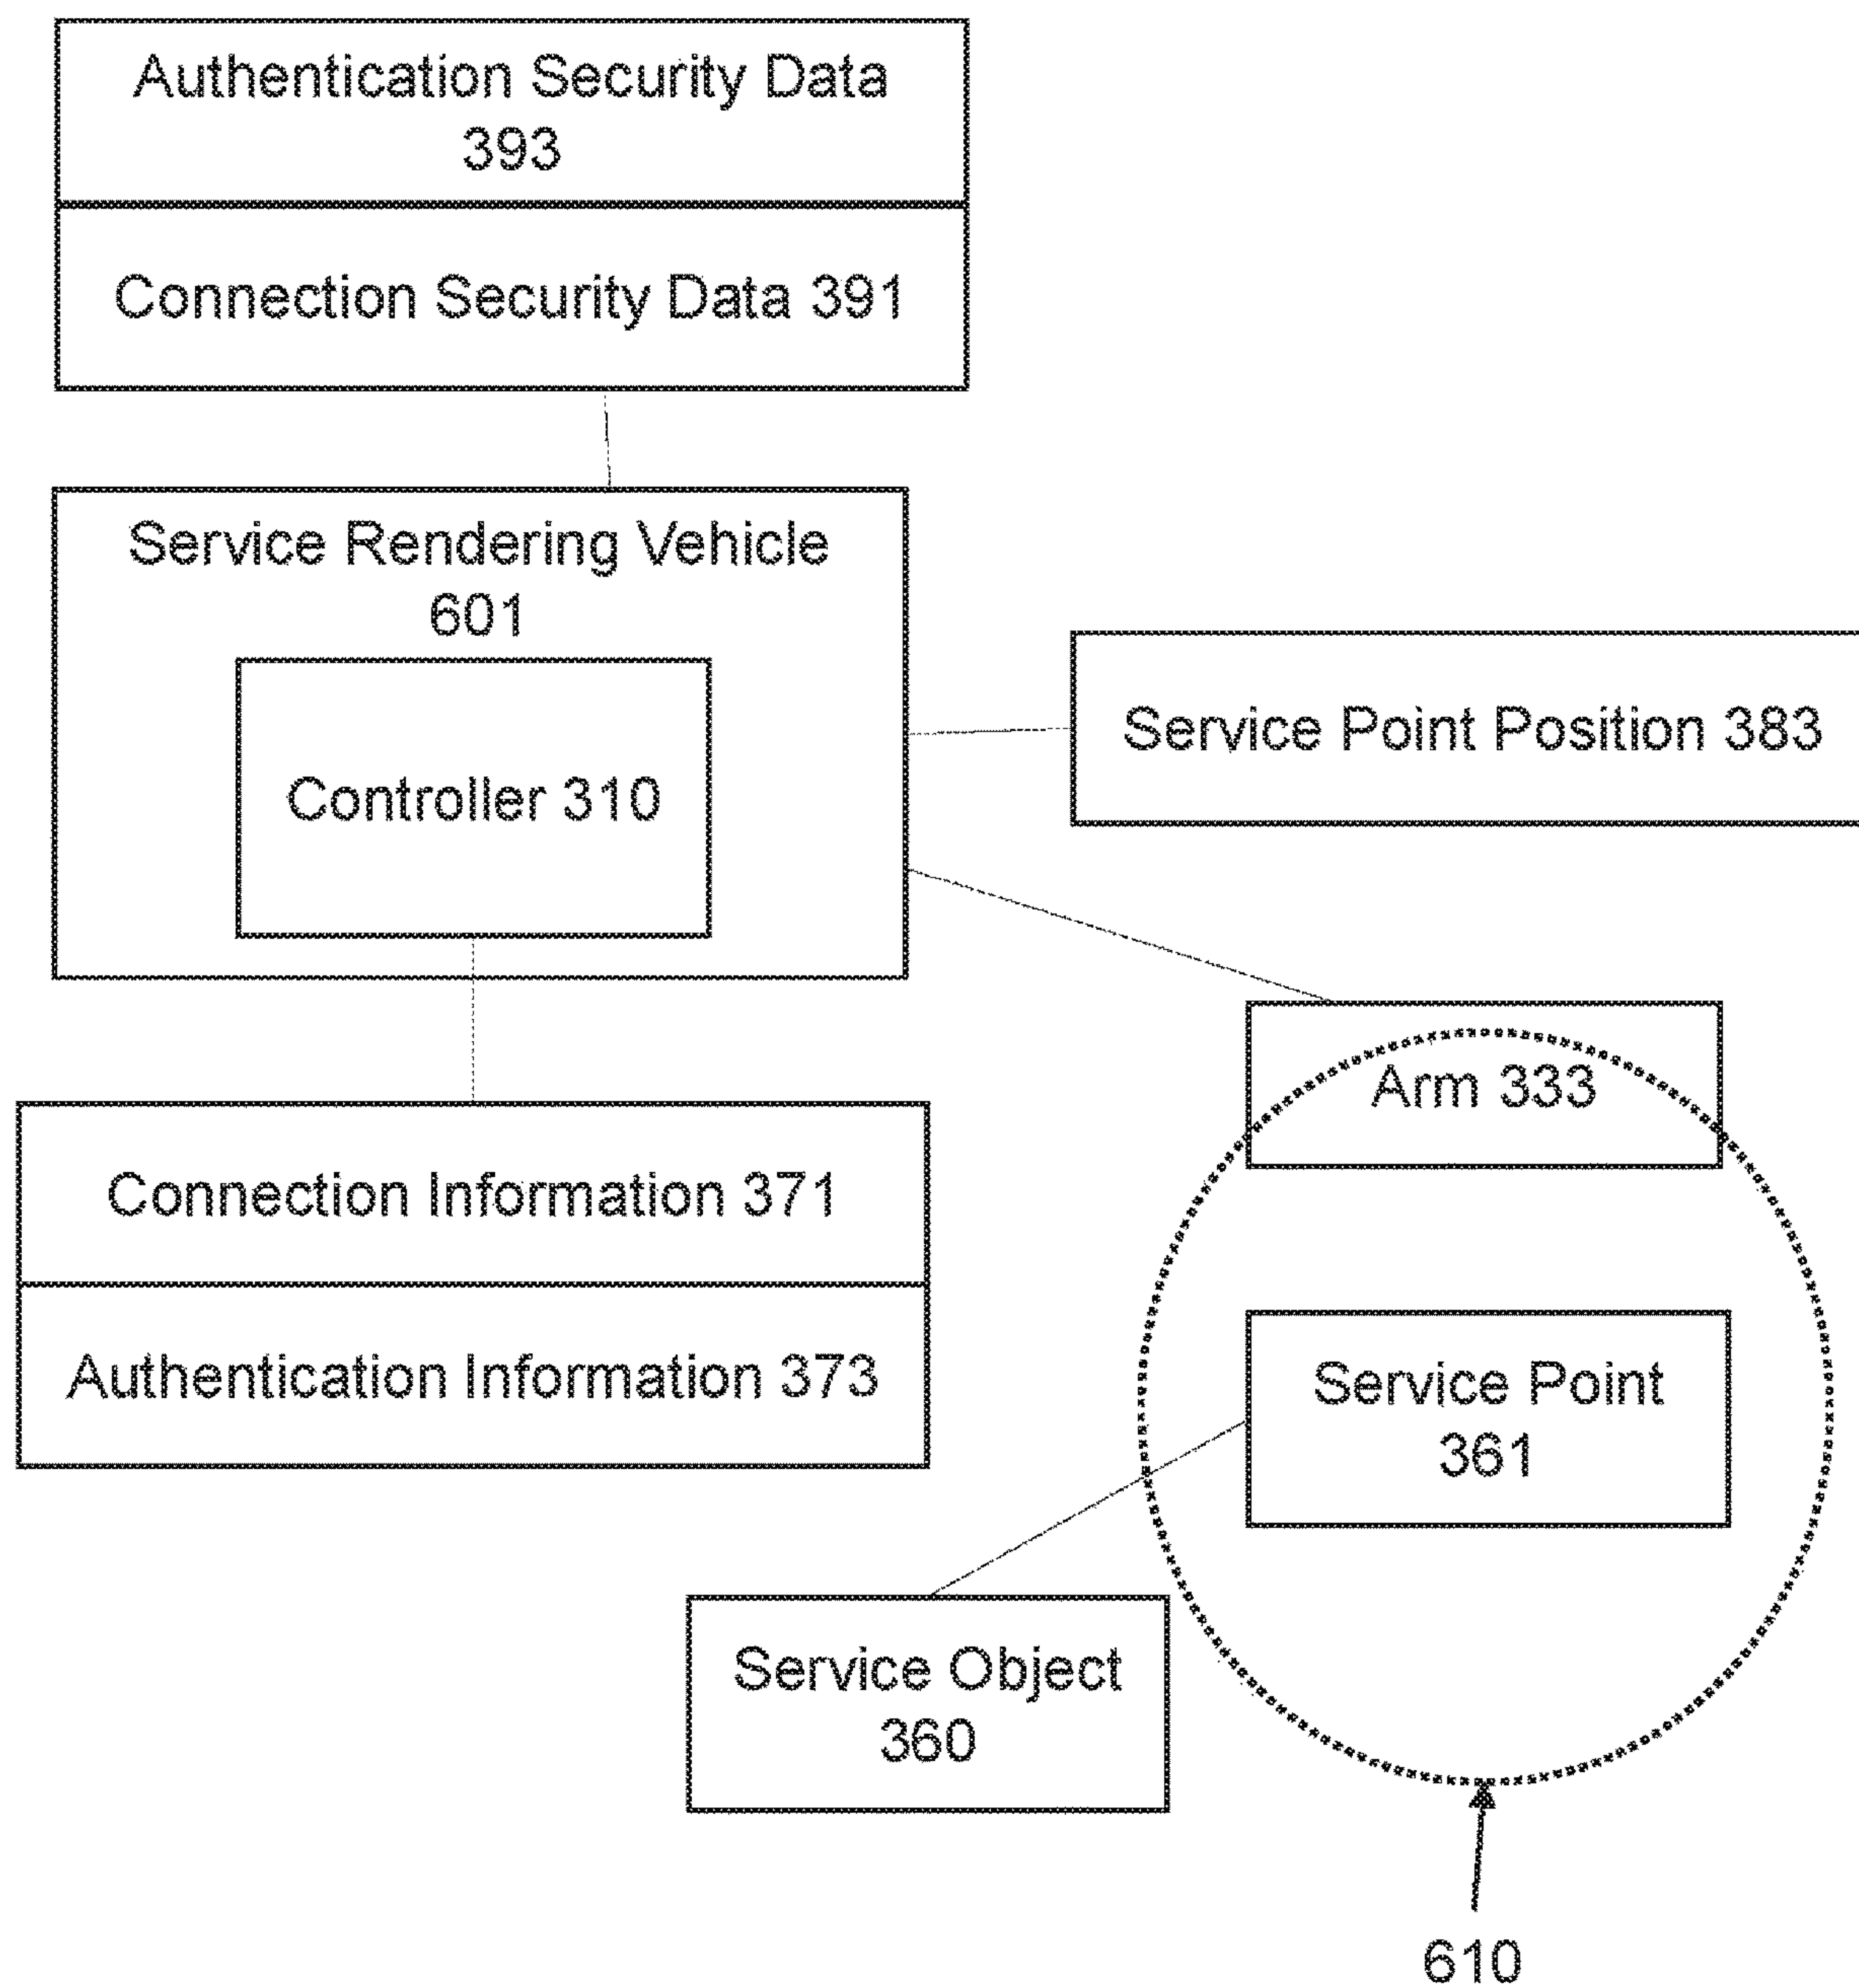 Authentication Security Data
393
Connection Security Data 391
Service Rendering Vehicle
601
Controller 310
Service Point Position 383
Arm 333
Connection Information 371
Authentication Information 373
Service Point
361
Service Object
360
610